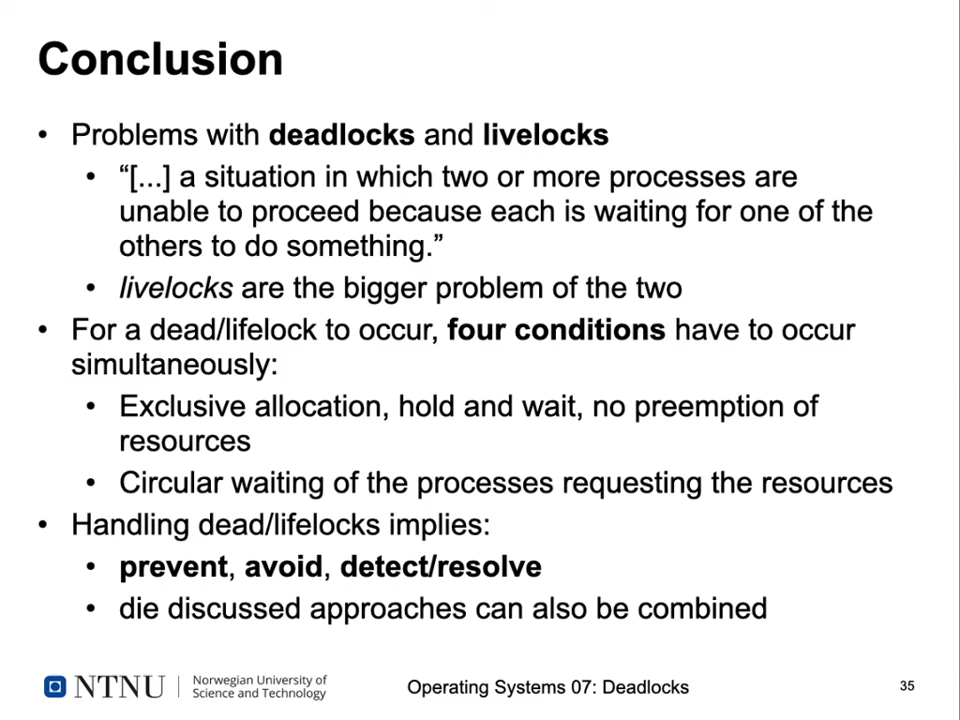 Conclusion
• Problems with deadlocks and livelocks
• “[...] a situation in which two or more processes are
unable to proceed because each is waiting for one of the
others to do something.”
• livelocks are the bigger problem of the two
• For a dead/lifelock to occur, four conditions have to occur
simultaneously:
• Exclusive allocation, hold and wait, no preemption of
resources
• Circular waiting of the processes requesting the resources
• Handling dead/lifelocks implies:
• prevent, avoid, detect/resolve
• die discussed approaches can also be combined
NTNU
Norwegian University of
Science and Technology
Operating Systems 07: Deadlocks
35